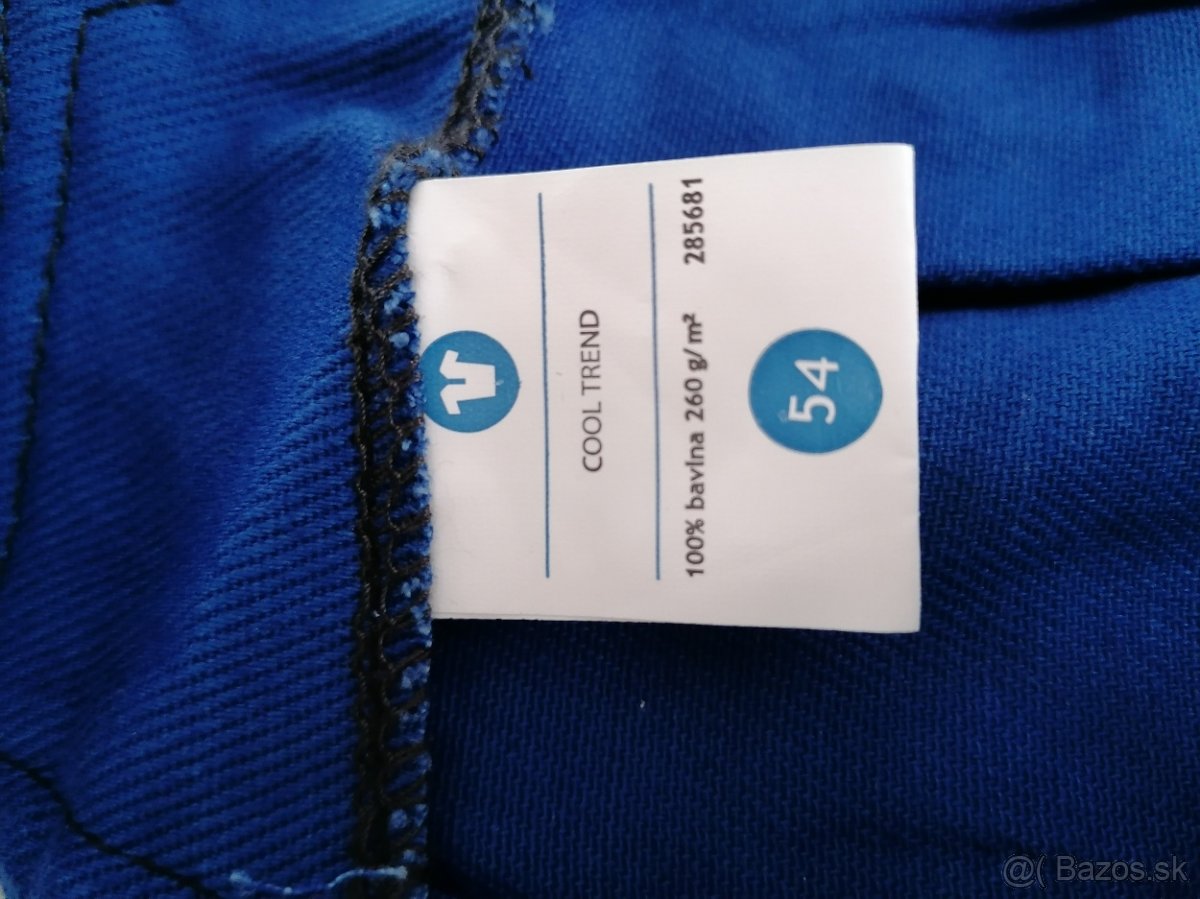 COOL TREND
100% bavlna 260 g/m² 285681
54
@( Bazos.sk